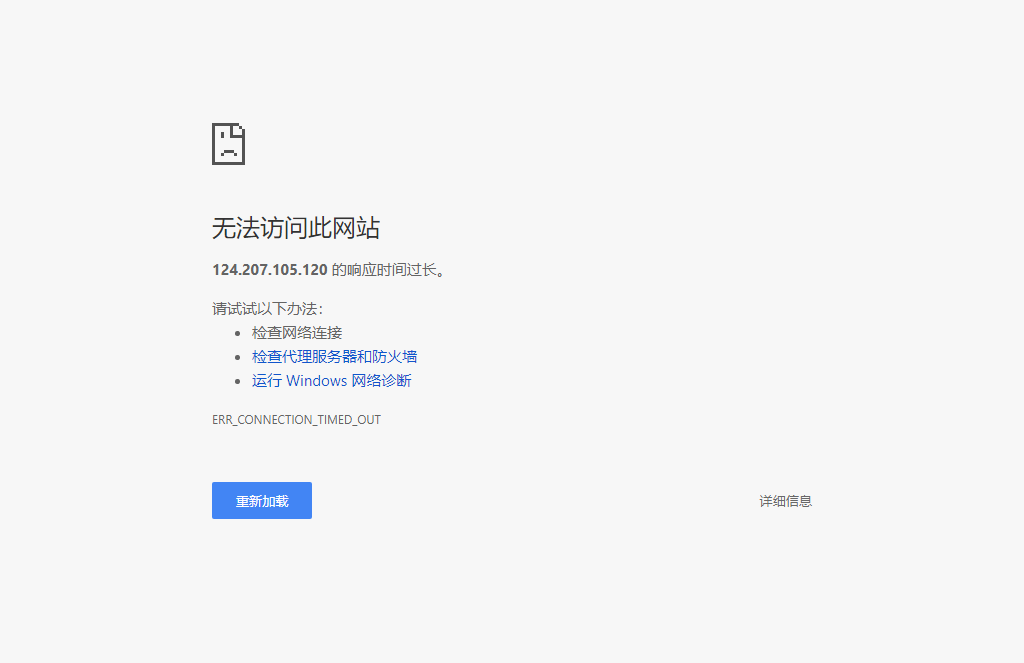 无法访问此网站
124.207.105.120 的响应时间过长。
请试试以下办法：
检查网络连接
检查代理服务器和防火墙
运行 Windows 网络诊断
ERR_CONNECTION_TIMED_OUT
重新加载
详细信息